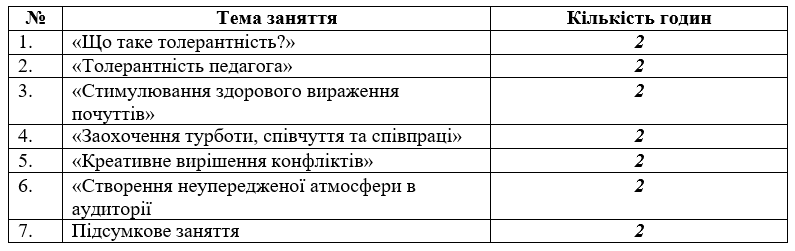 № Тема заняття Кількість годин
1. «Що таке толерантність?» 2
2. «Толерантність педагога» 2
3. «Стимулювання здорового вираження 2
почуттів»
4. «Заохочення турботи, співчуття та співпраці» 2
5. «Креативне вирішення конфліктів» 2
6. «Створення неупередженої атмосфери в 2
аудиторії
7. Підсумкове заняття 2